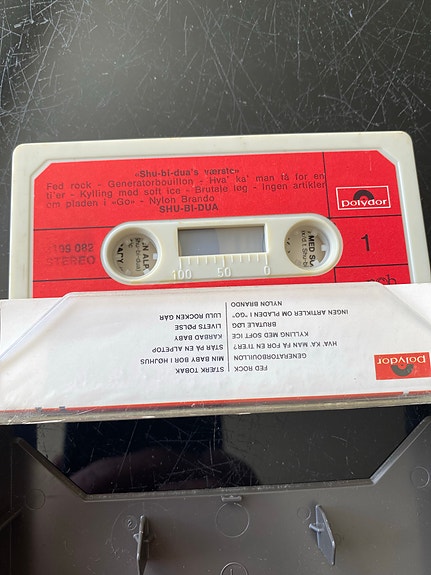 «Shu-bi-dua's værste»
Fed rock - Generatorbouillon - Hva' ka' man få for en
ti'er - Kylling med soft ice - Brutale løg - Ingen artikler
om pladen i «Go» - Nylon Brando
SHU-BI-DUA
Polydor
STEREO
1
100 50 0
Polydor
FED ROCK
GENERATORBOUILLON
HVA' KA' MAN FÅ FOR EN TI'ER?
KYLLING MED SOFT ICE
BRUTALE LØG
INGEN ARTIKLER OM PLADEN I "GO"
NYLON BRANDO
STÆRK TOBAK
MIN BABY BOR I HØJHUS
STÅR PÅ EN ALPETOP
KARBAD BABY
LIVETS PØLSE
LULU ROCKEN GÅR